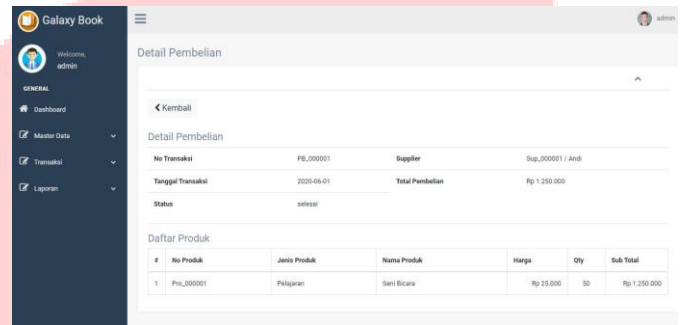 Galaxy Book
admin
Welcome,
admin
GENERAL
Dashboard
Master Data
Transaksi
Laporan
Detail Pembelian
Kembali
Detail Pembelian
No Transaksi PB_000001 Supplier Sup_000001 / Andi
Tanggal Transaksi 2020-06-01 Total Pembelian Rp 1.250.000
Status selesai
Daftar Produk
# No Produk Jenis Produk Nama Produk Harga Qty Sub Total
1 Pro_000001 Pelajaran Seni Bicara Rp 25.000 50 Rp 1.250.000